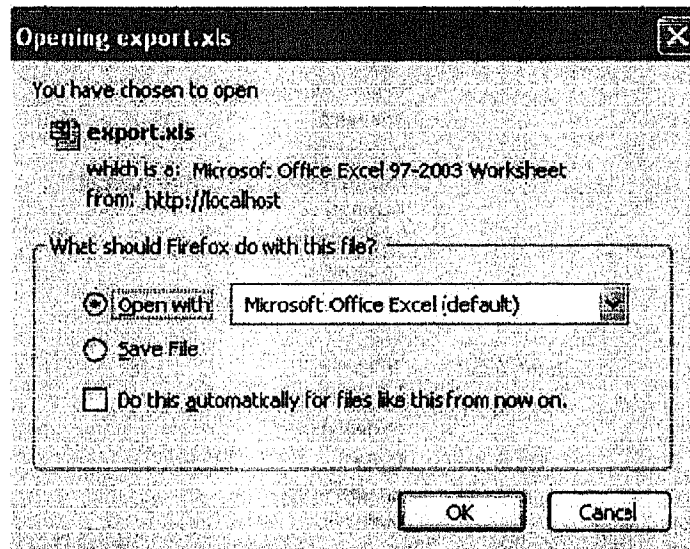 Opening export.xls
You have chosen to open
export.xls
which is a: Microsoft Office Excel 97-2003 Worksheet
from: http://localhost
What should Firefox do with this file?
Open with Microsoft Office Excel (default)
Save File
Do this automatically for files like this from now on.
OK Cancel